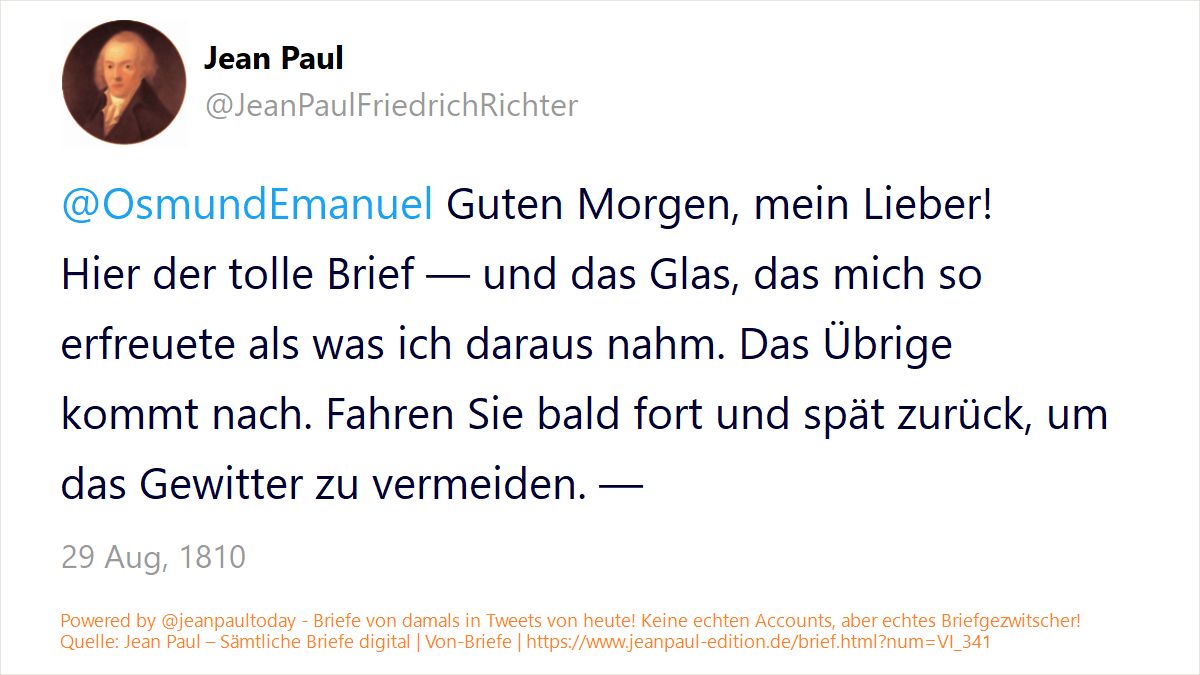 Jean Paul
@JeanPaulFriedrichRichter
@OsmundEmanuel Guten Morgen, mein Lieber!
Hier der tolle Brief — und das Glas, das mich so
erfreuete als was ich daraus nahm. Das Übrige
kommt nach. Fahren Sie bald fort und spät zurück, um
das Gewitter zu vermeiden. —
29 Aug, 1810
Powered by @jeanpaultoday - Briefe von damals in Tweets von heute! Keine echten Accounts, aber echtes Briefgezwitscher!
Quelle: Jean Paul – Sämtliche Briefe digital | Von-Briefe | https://www.jeanpaul-edition.de/brief.html?num=VI_341